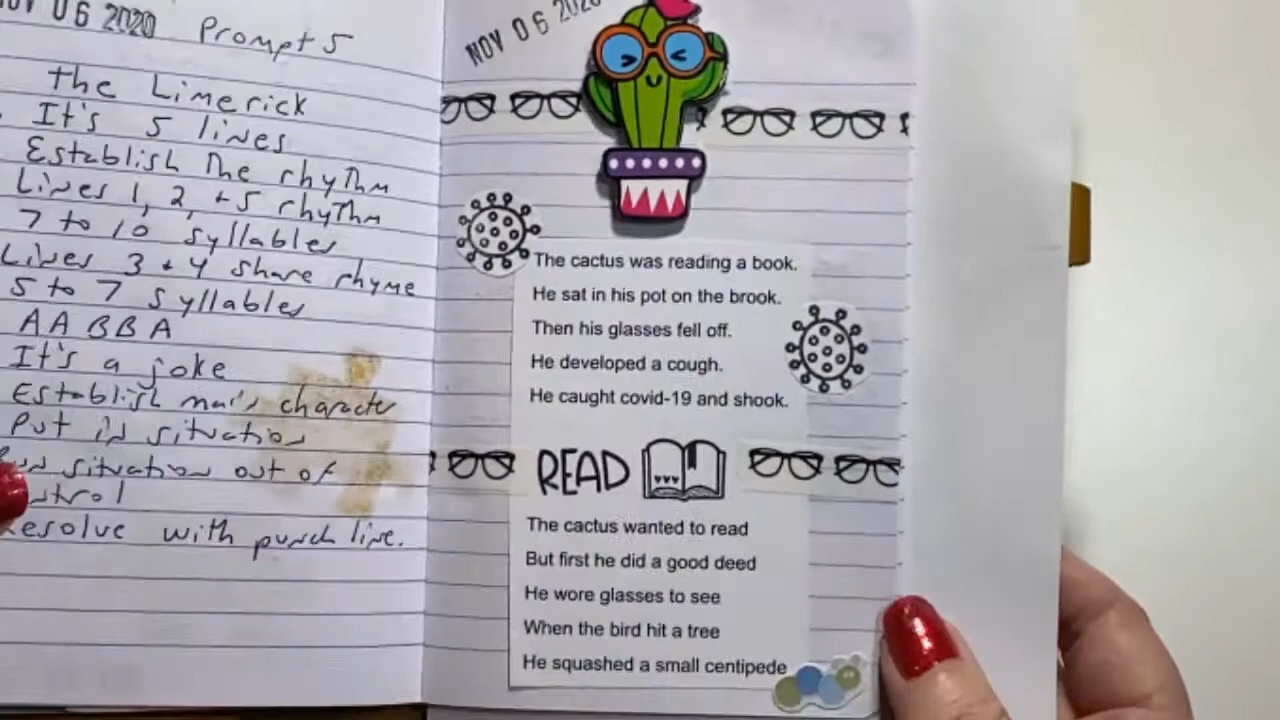 06 2020 Prompt 5
The Limerick
It's 5 lines
Establish The rhyThm
Lines 1, 2, +5 rhyThm
7 to 10 syllables
Lines 3 + 4 share rhyme
5 to 7 syllables
A A B B A
It's a joke
Establish main character
Put in situation
situation out of
Resolve with punch line.
NOV 06 2020
The cactus was reading a book.
He sat in his pot on the brook.
Then his glasses fell off.
He developed a cough.
He caught covid-19 and shook.
READ
The cactus wanted to read
But first he did a good deed
He wore glasses to see
When the bird hit a tree
He squashed a small centipede